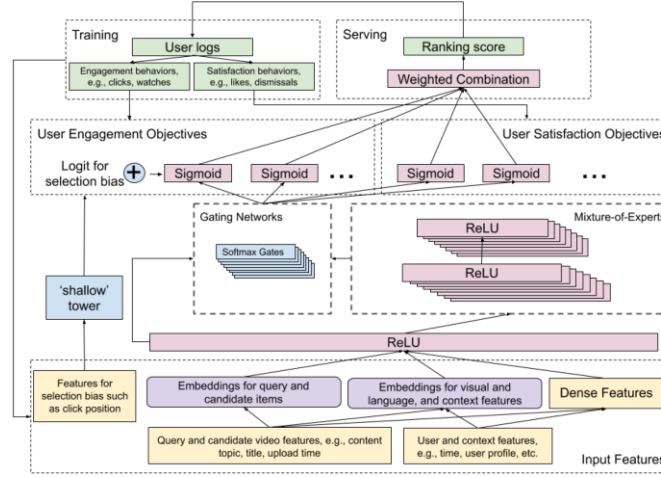 Training
User logs
Engagement behaviors,
e.g., clicks, watches
Satisfaction behaviors,
e.g., likes, dismissals
Serving
Ranking score
Weighted Combination
User Engagement Objectives
Logit for
selection bias
+
Sigmoid
Sigmoid
...
User Satisfaction Objectives
Sigmoid
Sigmoid
...
Gating Networks
Softmax Gates
Mixture-of-Experts
ReLU
ReLU
'shallow'
tower
ReLU
Features for
selection bias such
as click position
Embeddings for query and
candidate items
Embeddings for visual and
language, and context features
Dense Features
Query and candidate video features, e.g., content
topic, title, upload time
User and context features,
e.g., time, user profile, etc.
Input Features